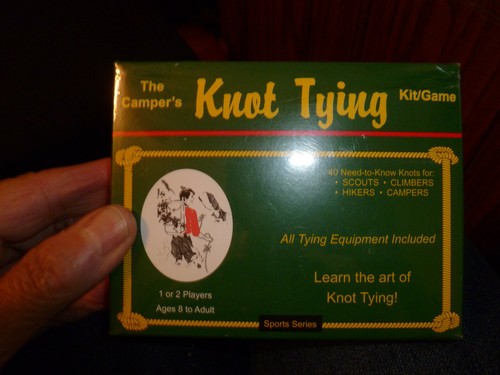 The
Camper's
Knot Tying
Kit/Game
40 Need-to-Know Knots for:
• SCOUTS • CLIMBERS
• HIKERS • CAMPERS
All Tying Equipment Included
Learn the art of
Knot Tying!
1 or 2 Players
Ages 8 to Adult
Sports Series